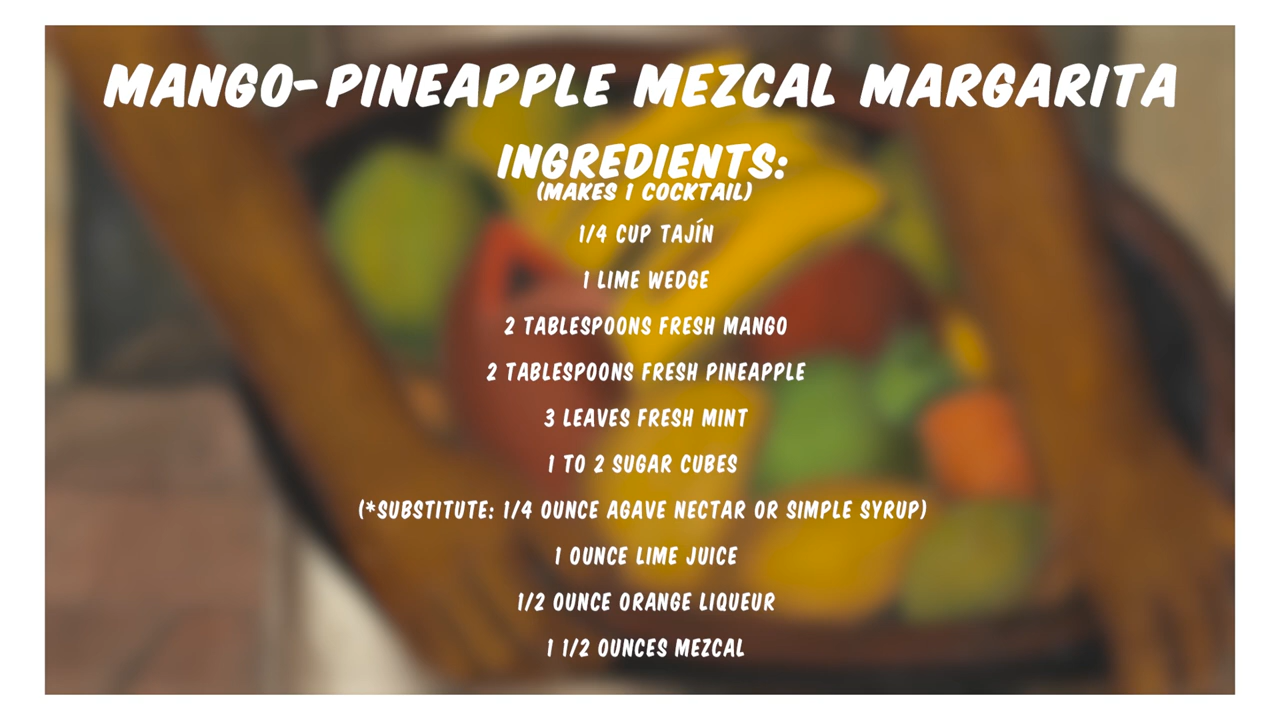 MANGO-PINEAPPLE MEZCAL MARGARITA
INGREDIENTS:
(MAKES 1 COCKTAIL)
1/4 CUP TAJÍN
1 LIME WEDGE
2 TABLESPOONS FRESH MANGO
2 TABLESPOONS FRESH PINEAPPLE
3 LEAVES FRESH MINT
1 TO 2 SUGAR CUBES
(*SUBSTITUTE: 1/4 OUNCE AGAVE NECTAR OR SIMPLE SYRUP)
1 OUNCE LIME JUICE
1/2 OUNCE ORANGE LIQUEUR
1 1/2 OUNCES MEZCAL